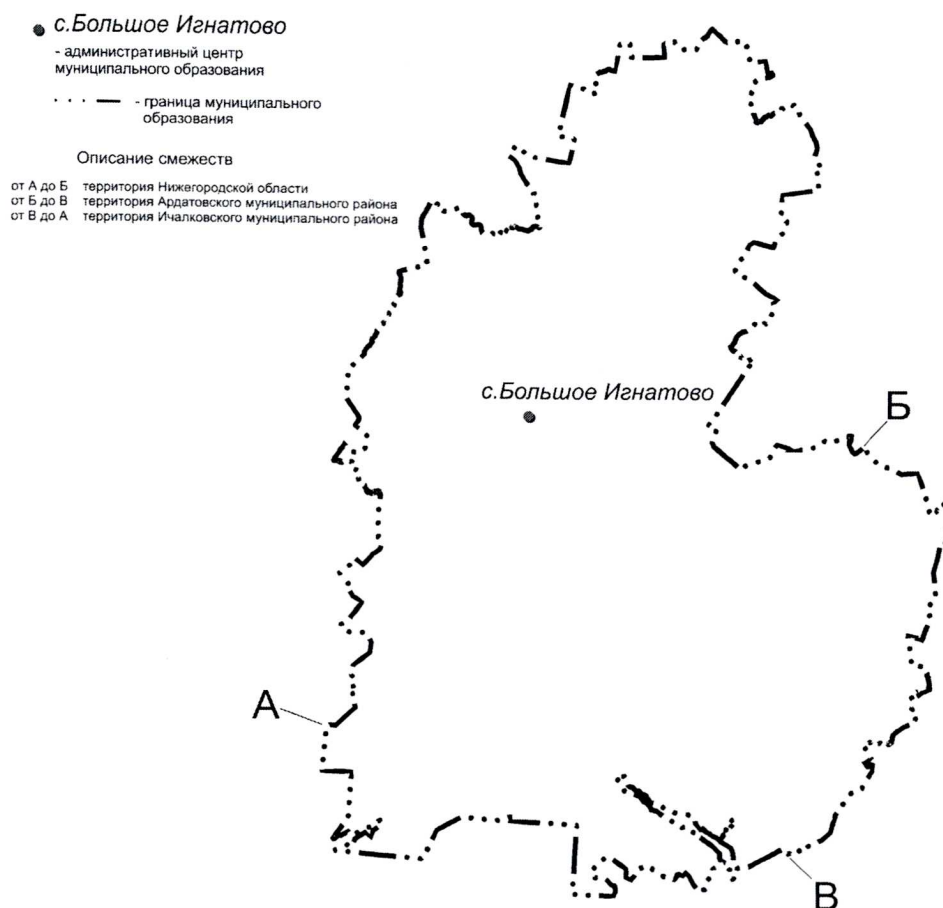 с.Большое Игнатово
- административный центр
муниципального образования
- граница муниципального
образования
Описание смежеств
от А до Б территория Нижегородской области
от Б до В территория Ардатовского муниципального района
от В до А территория Ичалковского муниципального района
с.Большое Игнатово
Б
А
В